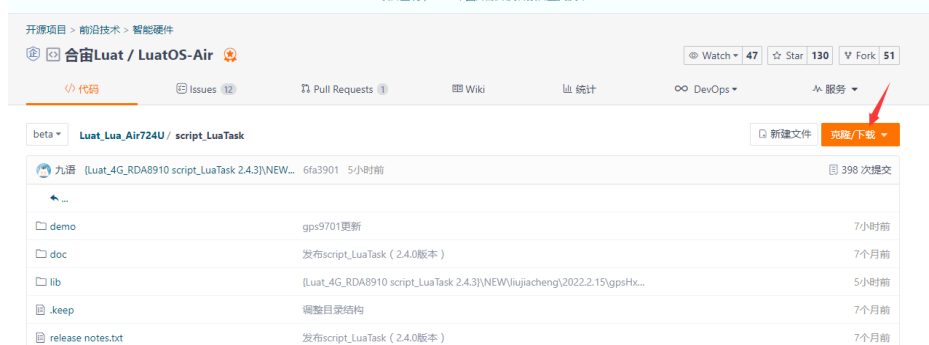 开源项目 > 前沿技术 > 智能硬件
合宙Luat / LuatOS-Air
Watch 47 Star 130 Fork 51
代码 Issues 12 Pull Requests 1 Wiki 统计 DevOps 服务
beta Luat_Lua_Air724U / script_LuaTask 新建文件 克隆/下载
九语 {Luat_4G_RDA8910 script_LuaTask 2.4.3}\NEW... 6fa3901 5小时前 398 次提交
...
demo gps9701更新 7小时前
doc 发布script_LuaTask（2.4.0版本） 7个月前
lib {Luat_4G_RDA8910 script_LuaTask 2.4.3}\NEW\liujiacheng\2022.2.15\gpsHx... 5小时前
.keep 调整目录结构 7个月前
release notes.txt 发布script_LuaTask（2.4.0版本） 7个月前